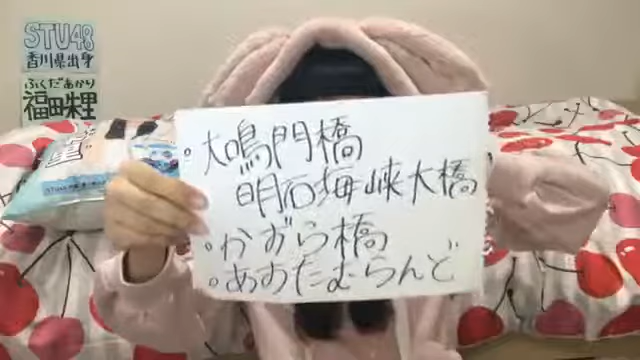 STU48
香川県出身
ふくだあかり
福田朱里
・大鳴門橋
明石海峡大橋
・かずら橋
・あすたむらんど